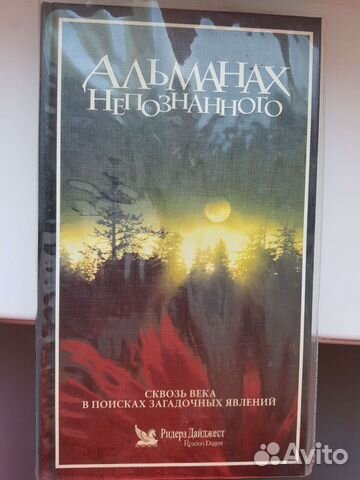 Альманах
Непознанного
СКВОЗЬ ВЕКА
В ПОИСКАХ ЗАГАДОЧНЫХ ЯВЛЕНИЙ
Ридерз Дайджест
Reader's Digest
Avito